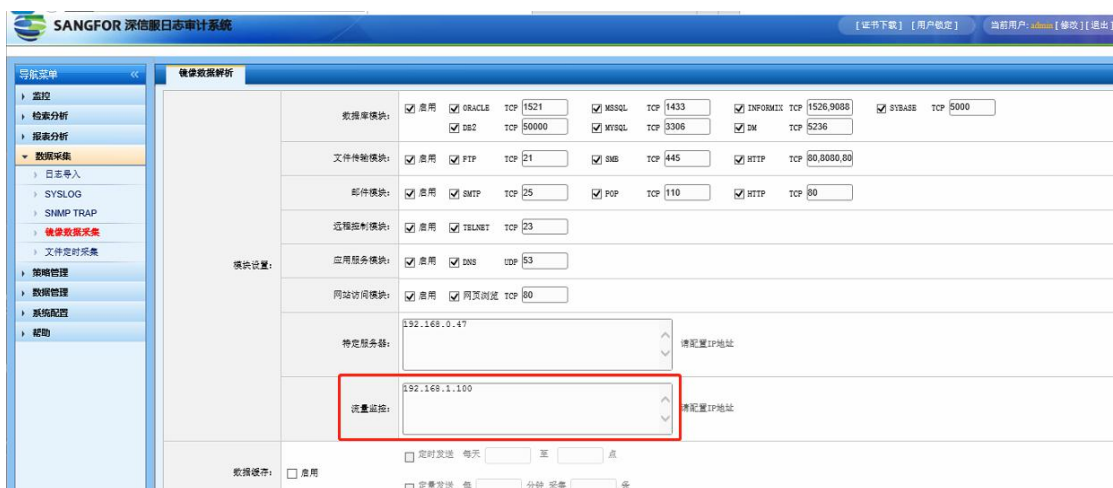 SANGFOR 深信服日志审计系统
[证书下载] [用户锁定] 当前用户:admin[修改][退出]
导航菜单 «
监控
检索分析
报表分析
数据采集
日志导入
SYSLOG
SNMP TRAP
镜像数据采集
文件定时采集
策略管理
数据管理
系统配置
帮助
镜像数据解析
模块设置:
数据库模块: 启用 ORACLE TCP 1521 MSSQL TCP 1433 INFORMIX TCP 1526,9088 SYBASE TCP 5000
DB2 TCP 50000 MYSQL TCP 3306 DM TCP 5236
文件传输模块: 启用 FTP TCP 21 SMB TCP 445 HTTP TCP 80,8080,80
邮件模块: 启用 SMTP TCP 25 POP TCP 110 HTTP TCP 80
远程控制模块: 启用 TELNET TCP 23
应用服务模块: 启用 DNS UDP 53
网站访问模块: 启用 网页浏览 TCP 80
特定服务器: 192.168.0.47 请配置IP地址
流量监控: 192.168.1.100 请配置IP地址
数据缓存: 启用
定时发送 每天 至 点
定量发送 每 分钟 采集 条